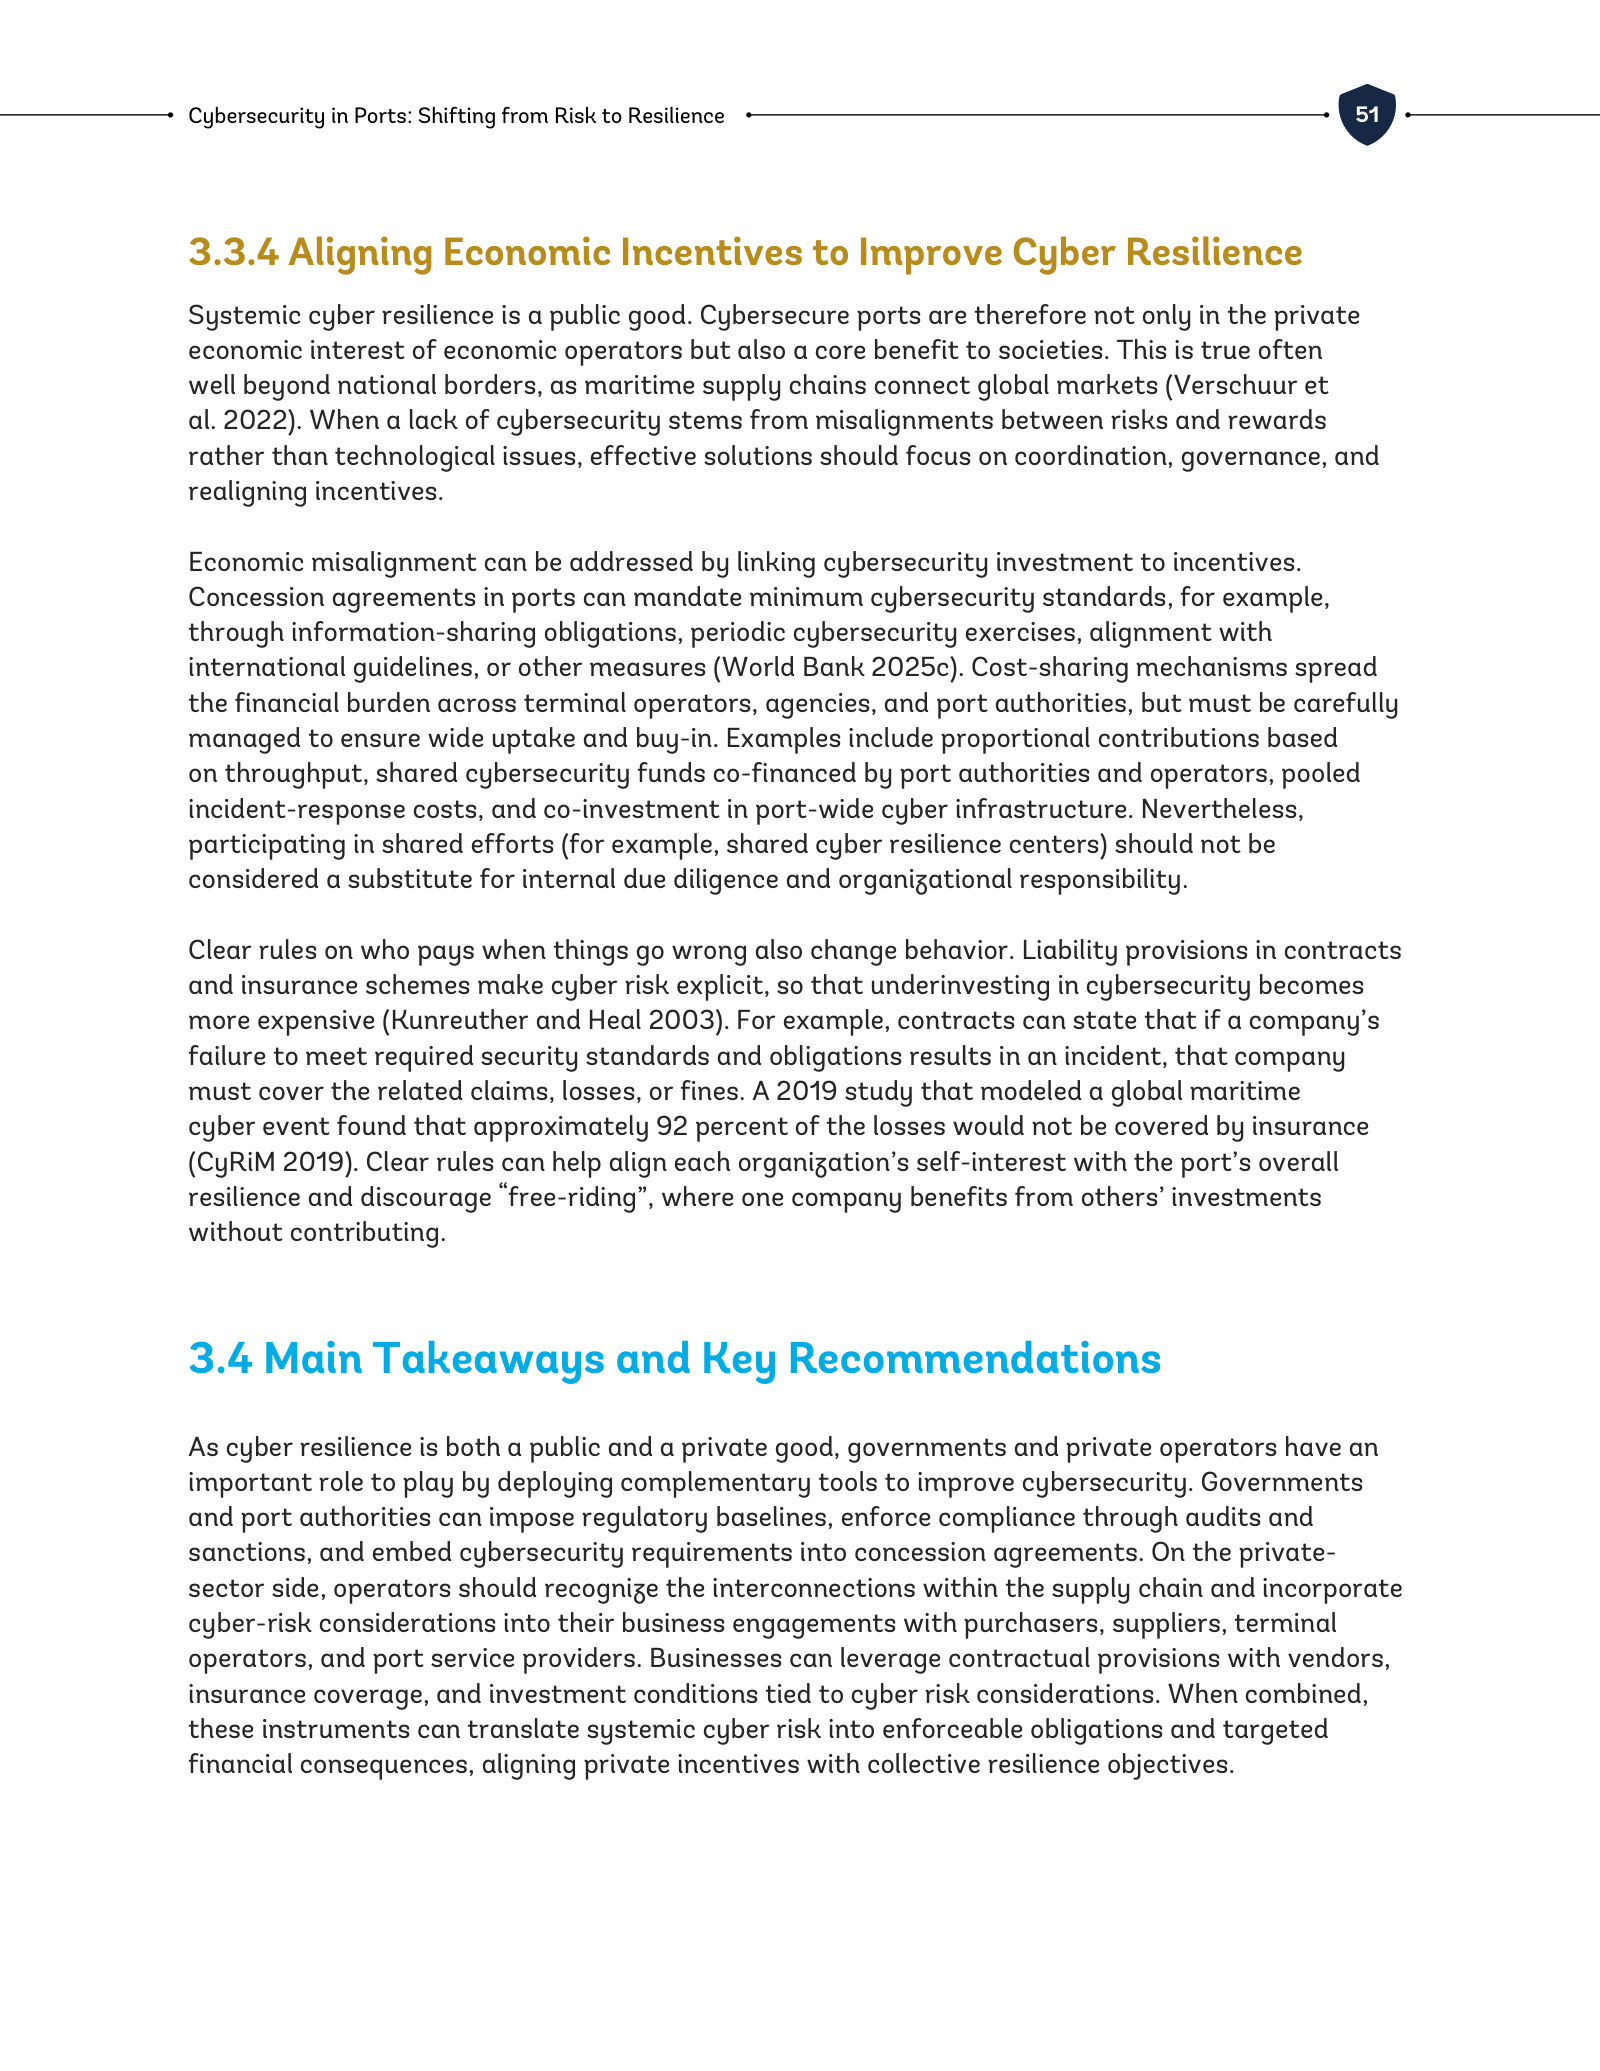 Cybersecurity in Ports: Shifting from Risk to Resilience
51
3.3.4 Aligning Economic Incentives to Improve Cyber Resilience
Systemic cyber resilience is a public good. Cybersecure ports are therefore not only in the private
economic interest of economic operators but also a core benefit to societies. This is true often
well beyond national borders, as maritime supply chains connect global markets (Verschuur et
al. 2022). When a lack of cybersecurity stems from misalignments between risks and rewards
rather than technological issues, effective solutions should focus on coordination, governance, and
realigning incentives.
Economic misalignment can be addressed by linking cybersecurity investment to incentives.
Concession agreements in ports can mandate minimum cybersecurity standards, for example,
through information-sharing obligations, periodic cybersecurity exercises, alignment with
international guidelines, or other measures (World Bank 2025c). Cost-sharing mechanisms spread
the financial burden across terminal operators, agencies, and port authorities, but must be carefully
managed to ensure wide uptake and buy-in. Examples include proportional contributions based
on throughput, shared cybersecurity funds co-financed by port authorities and operators, pooled
incident-response costs, and co-investment in port-wide cyber infrastructure. Nevertheless,
participating in shared efforts (for example, shared cyber resilience centers) should not be
considered a substitute for internal due diligence and organizational responsibility.
Clear rules on who pays when things go wrong also change behavior. Liability provisions in contracts
and insurance schemes make cyber risk explicit, so that underinvesting in cybersecurity becomes
more expensive (Kunreuther and Heal 2003). For example, contracts can state that if a company’s
failure to meet required security standards and obligations results in an incident, that company
must cover the related claims, losses, or fines. A 2019 study that modeled a global maritime
cyber event found that approximately 92 percent of the losses would not be covered by insurance
(CyRiM 2019). Clear rules can help align each organization’s self-interest with the port’s overall
resilience and discourage “free-riding”, where one company benefits from others’ investments
without contributing.
3.4 Main Takeaways and Key Recommendations
As cyber resilience is both a public and a private good, governments and private operators have an
important role to play by deploying complementary tools to improve cybersecurity. Governments
and port authorities can impose regulatory baselines, enforce compliance through audits and
sanctions, and embed cybersecurity requirements into concession agreements. On the private-
sector side, operators should recognize the interconnections within the supply chain and incorporate
cyber-risk considerations into their business engagements with purchasers, suppliers, terminal
operators, and port service providers. Businesses can leverage contractual provisions with vendors,
insurance coverage, and investment conditions tied to cyber risk considerations. When combined,
these instruments can translate systemic cyber risk into enforceable obligations and targeted
financial consequences, aligning private incentives with collective resilience objectives.